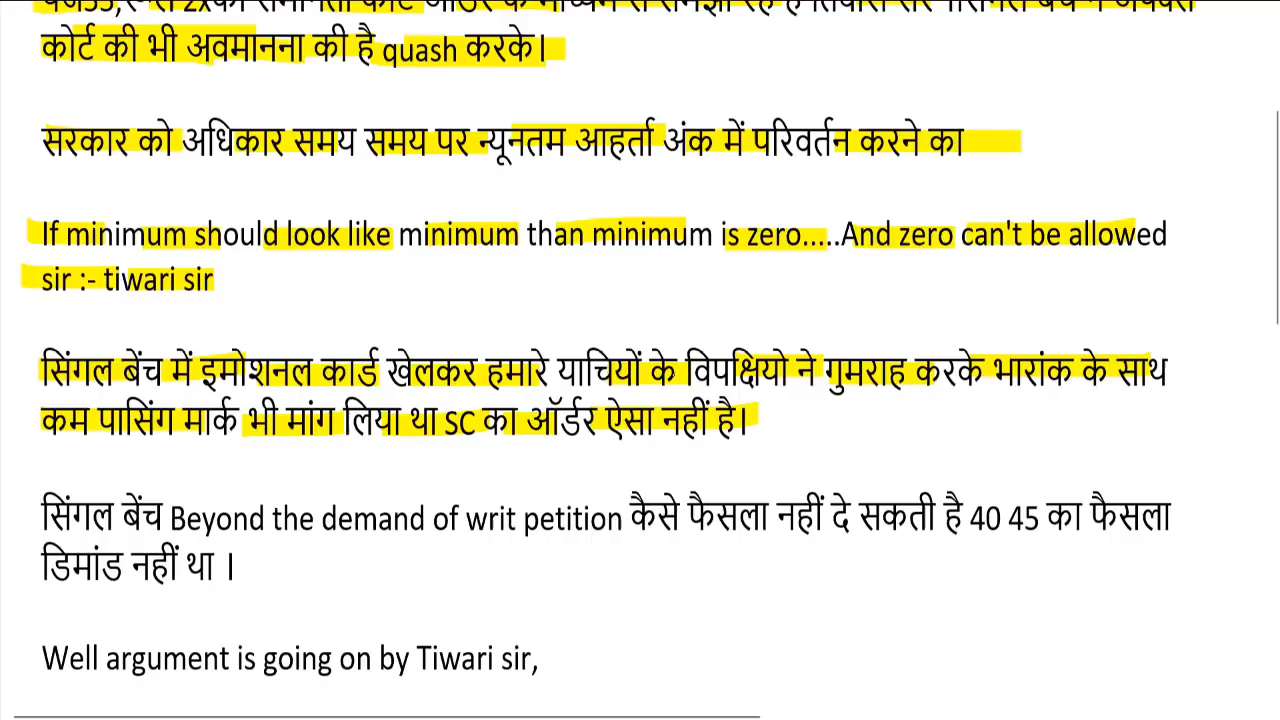 कोर्ट की भी अवमानना की है quash करके।
सरकार को अधिकार समय समय पर न्यूनतम आहर्ता अंक में परिवर्तन करने का
If minimum should look like minimum than minimum is zero.....And zero can't be allowed
sir :- tiwari sir
सिंगल बेंच में इमोशनल कार्ड खेलकर हमारे याचियों के विपक्षियो ने गुमराह करके भारांक के साथ
कम पासिंग मार्क भी मांग लिया था SC का ऑर्डर ऐसा नहीं है।
सिंगल बेंच Beyond the demand of writ petition कैसे फैसला नहीं दे सकती है 40 45 का फैसला
डिमांड नहीं था ।
Well argument is going on by Tiwari sir,